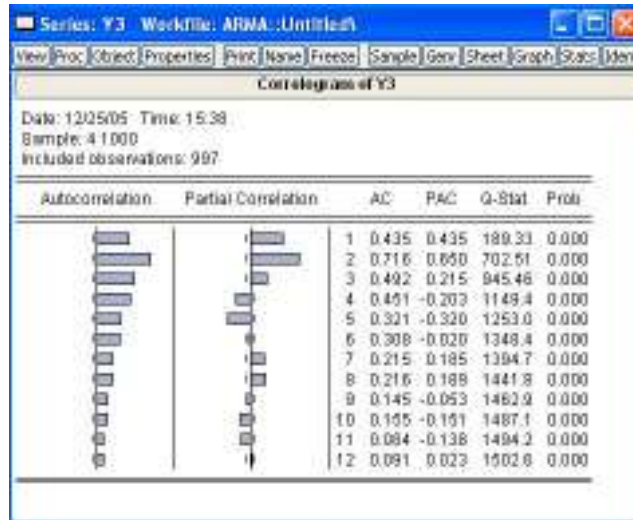 Series: Y3 Workfile: ARMA::Untitled\
View Proc Object Properties Print Name Freeze Sample Genr Sheet Graph Stats Iden
Correlogram of Y3
Date: 12/25/05 Time: 15:38
Sample: 4 1000
Included observations: 997
Autocorrelation Partial Correlation AC PAC Q-Stat Prob
1 0.435 0.435 189.33 0.000
2 0.716 0.650 702.51 0.000
3 0.492 0.215 945.46 0.000
4 0.451 -0.203 1149.4 0.000
5 0.321 -0.320 1253.0 0.000
6 0.308 -0.020 1348.4 0.000
7 0.215 0.185 1394.7 0.000
8 0.216 0.189 1441.8 0.000
9 0.145 -0.053 1462.9 0.000
10 0.155 -0.151 1487.1 0.000
11 0.084 -0.138 1494.2 0.000
12 0.091 0.023 1502.6 0.000